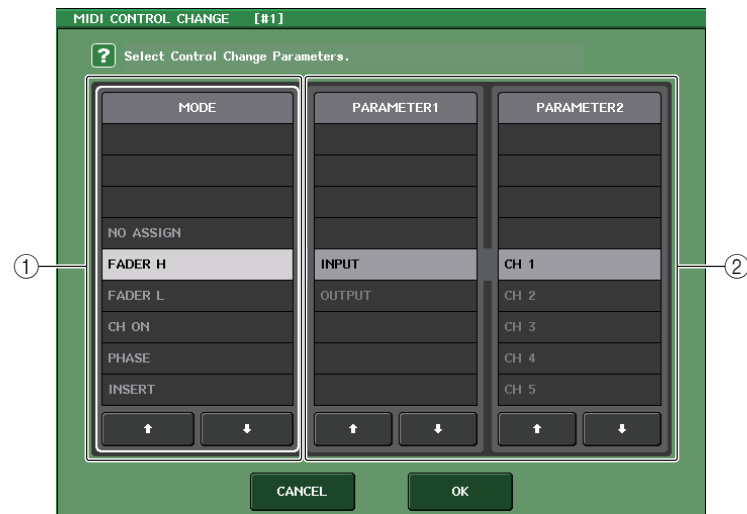 MIDI CONTROL CHANGE [#1]
? Select Control Change Parameters.
MODE
NO ASSIGN
FADER H
FADER L
CH ON
PHASE
INSERT
PARAMETER1
INPUT
OUTPUT
PARAMETER2
CH 1
CH 2
CH 3
CH 4
CH 5
CANCEL
OK
①
②